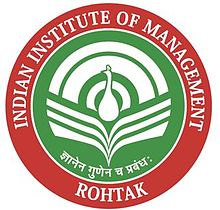 INDIAN INSTITUTE OF MANAGEMENT
ज्ञानेन गुणेन च प्रबंध:
ROHTAK